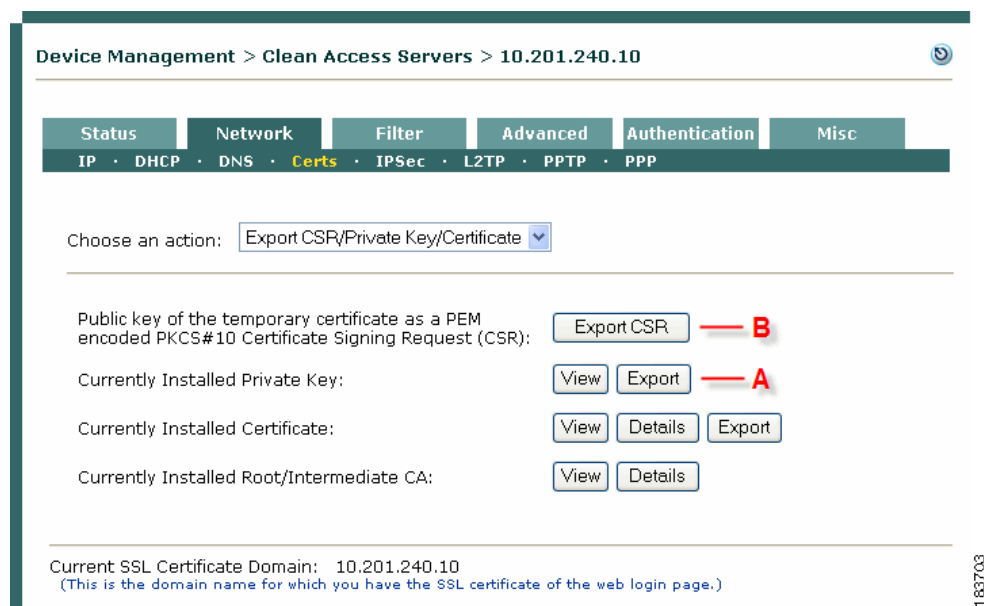 Device Management > Clean Access Servers > 10.201.240.10
Status Network Filter Advanced Authentication Misc
IP · DHCP · DNS · Certs · IPSec · L2TP · PPTP · PPP
Choose an action: Export CSR/Private Key/Certificate
Public key of the temporary certificate as a PEM
encoded PKCS#10 Certificate Signing Request (CSR): Export CSR B
Currently Installed Private Key: View Export A
Currently Installed Certificate: View Details Export
Currently Installed Root/Intermediate CA: View Details
Current SSL Certificate Domain: 10.201.240.10
(This is the domain name for which you have the SSL certificate of the web login page.)
183703